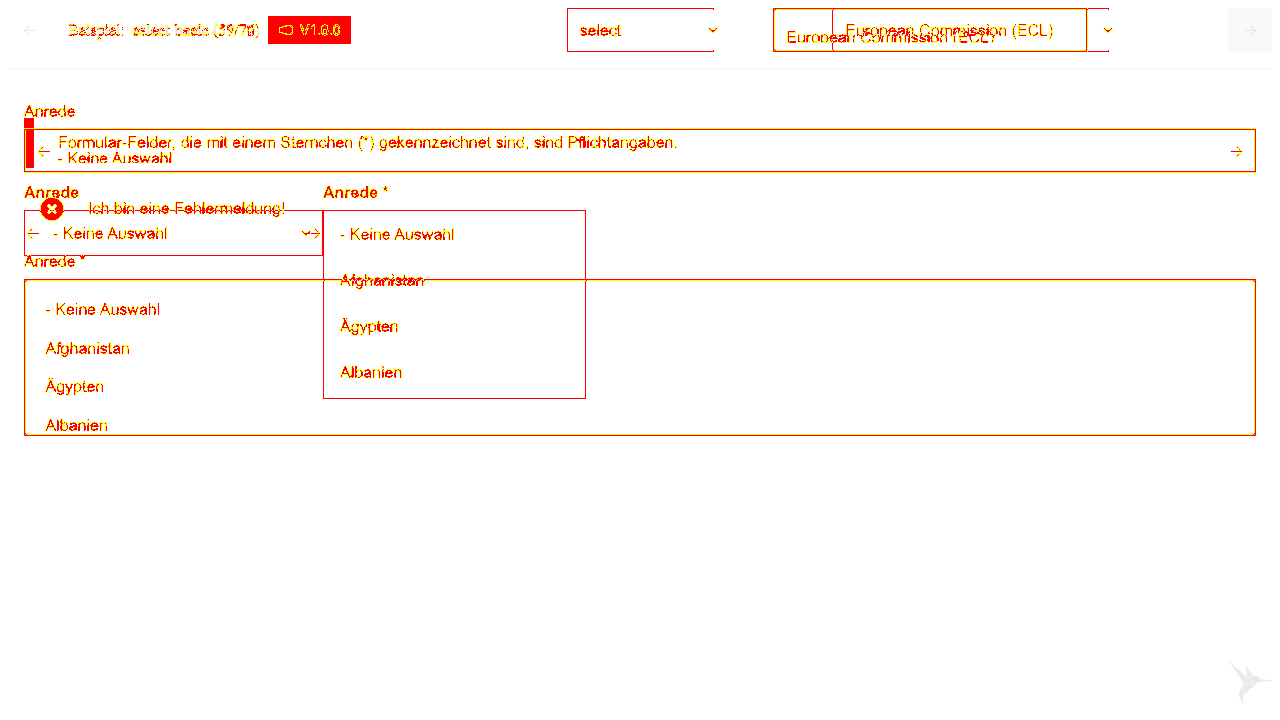 Beispiel: select basic (59/70) V1.0.0 select European Commission (ECL)
European Commission (ECL)
Anrede
Formular-Felder, die mit einem Sternchen (*) gekennzeichnet sind, sind Pflichtangaben.
- Keine Auswahl
Anrede Anrede *
Ich bin eine Fehlermeldung!
- Keine Auswahl - Keine Auswahl
Anrede *
Afghanistan
- Keine Auswahl
Ägypten
Afghanistan
Albanien
Ägypten
Albanien